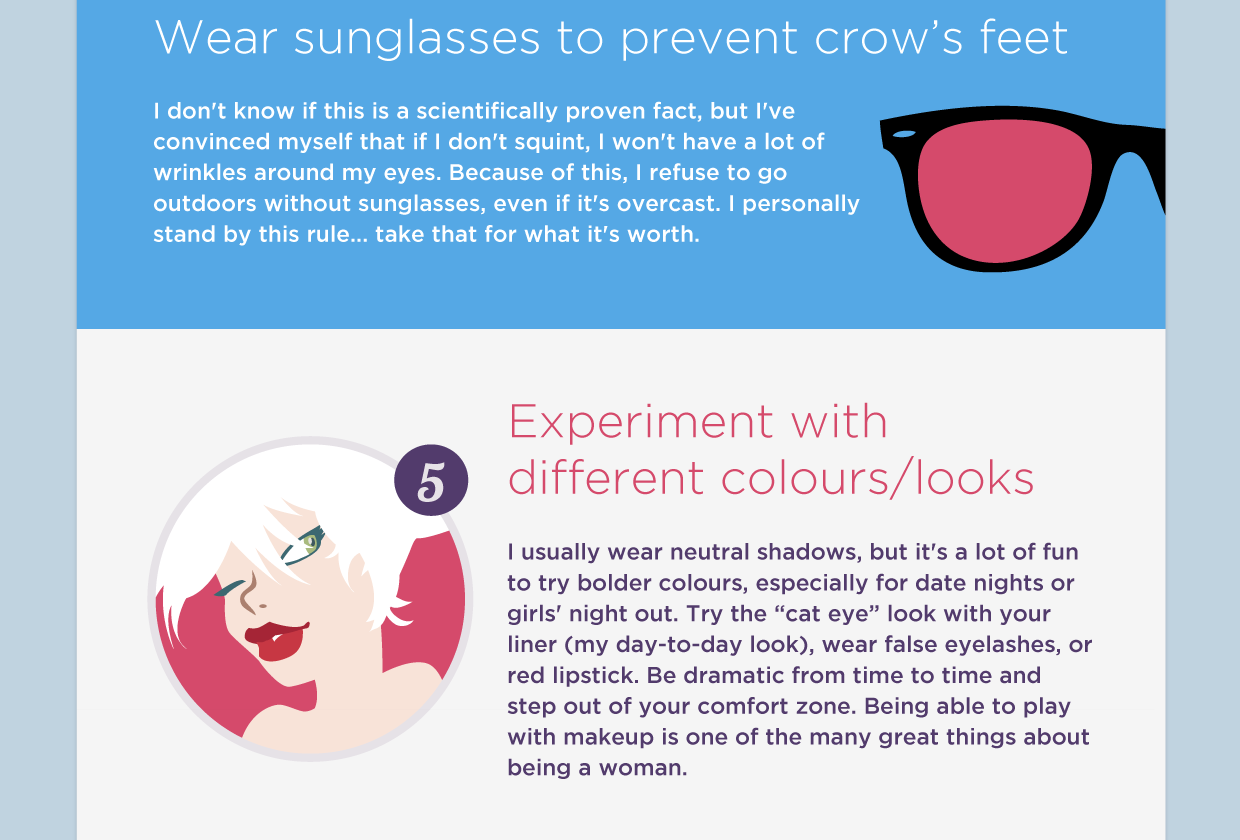 Wear sunglasses to prevent crow’s feet
I don't know if this is a scientifically proven fact, but I've
convinced myself that if I don't squint, I won't have a lot of
wrinkles around my eyes. Because of this, I refuse to go
outdoors without sunglasses, even if it's overcast. I personally
stand by this rule... take that for what it's worth.
5
Experiment with
different colours/looks
I usually wear neutral shadows, but it's a lot of fun
to try bolder colours, especially for date nights or
girls' night out. Try the “cat eye” look with your
liner (my day-to-day look), wear false eyelashes, or
red lipstick. Be dramatic from time to time and
step out of your comfort zone. Being able to play
with makeup is one of the many great things about
being a woman.